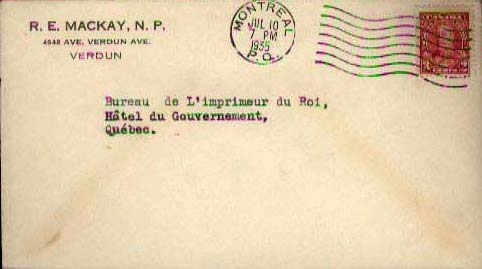 R. E. MACKAY, N. P.
4648 AVE. VERDUN AVE.
VERDUN
MONTREAL
JUL 10
7 PM
1935
P.Q.
CANADA
Bureau de L'imprimeur du Roi,
Hôtel du Gouvernement,
Québec.